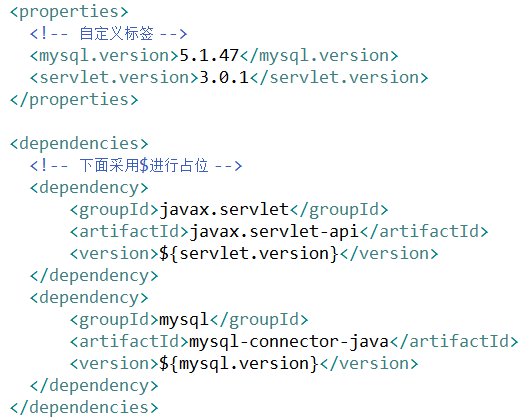 <properties>
<!-- 自定义标签 -->
<mysql.version>5.1.47</mysql.version>
<servlet.version>3.0.1</servlet.version>
</properties>
<dependencies>
<!-- 下面采用$进行占位 -->
<dependency>
<groupId>javax.servlet</groupId>
<artifactId>javax.servlet-api</artifactId>
<version>${servlet.version}</version>
</dependency>
<dependency>
<groupId>mysql</groupId>
<artifactId>mysql-connector-java</artifactId>
<version>${mysql.version}</version>
</dependency>
</dependencies>